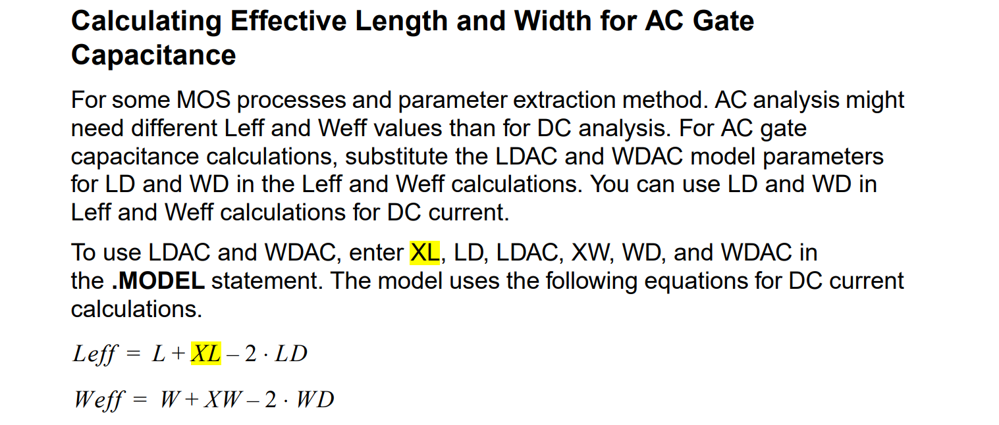 Calculating Effective Length and Width for AC Gate
Capacitance
For some MOS processes and parameter extraction method. AC analysis might
need different Leff and Weff values than for DC analysis. For AC gate
capacitance calculations, substitute the LDAC and WDAC model parameters
for LD and WD in the Leff and Weff calculations. You can use LD and WD in
Leff and Weff calculations for DC current.
To use LDAC and WDAC, enter XL, LD, LDAC, XW, WD, and WDAC in
the .MODEL statement. The model uses the following equations for DC current
calculations.
Leff = L + XL – 2 · LD
Weff = W + XW – 2 · WD